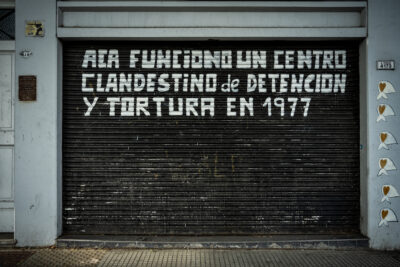 ACA FUNCIONO UN CENTRO
CLANDESTINO de DETENCION
Y TORTURA EN 1977